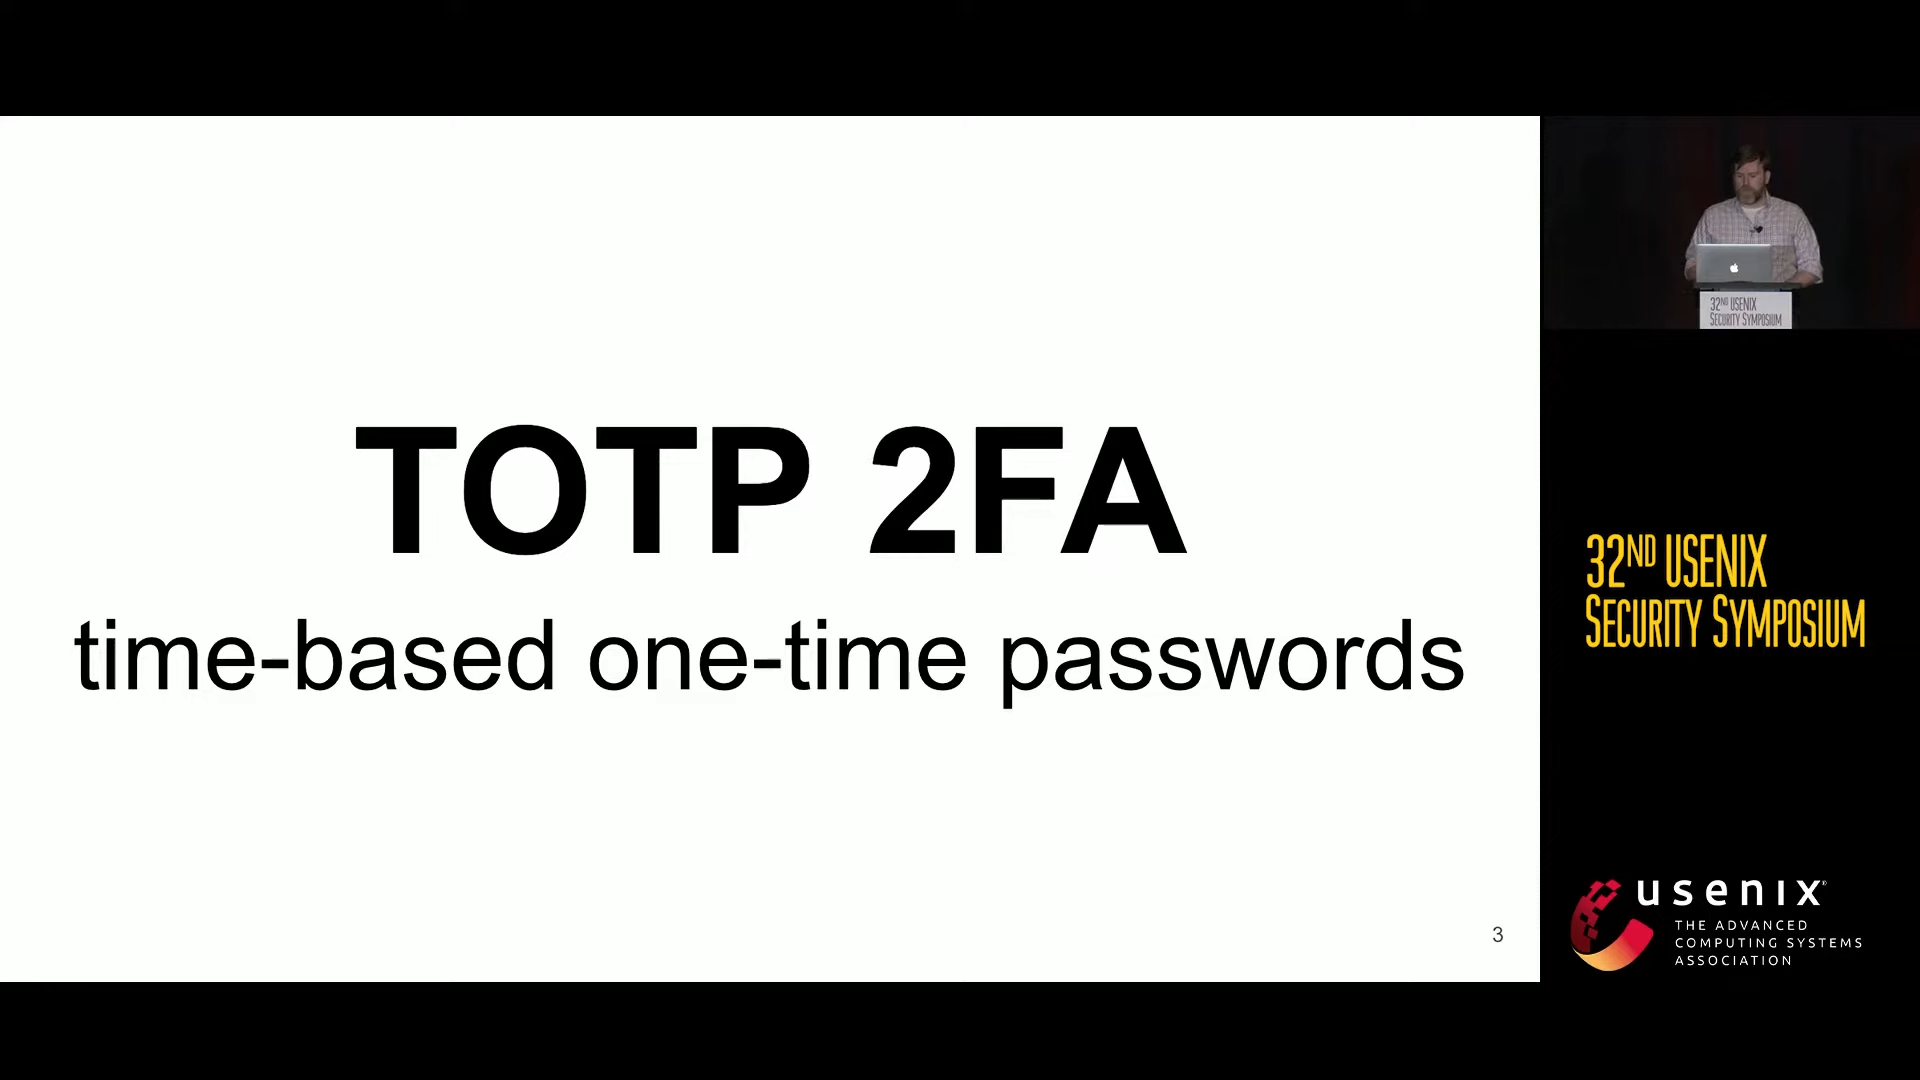 TOTP 2FA
time-based one-time passwords
3
32ND USENIX
SECURITY SYMPOSIUM
32ND USENIX
SECURITY SYMPOSIUM
usenix®
THE ADVANCED
COMPUTING SYSTEMS
ASSOCIATION